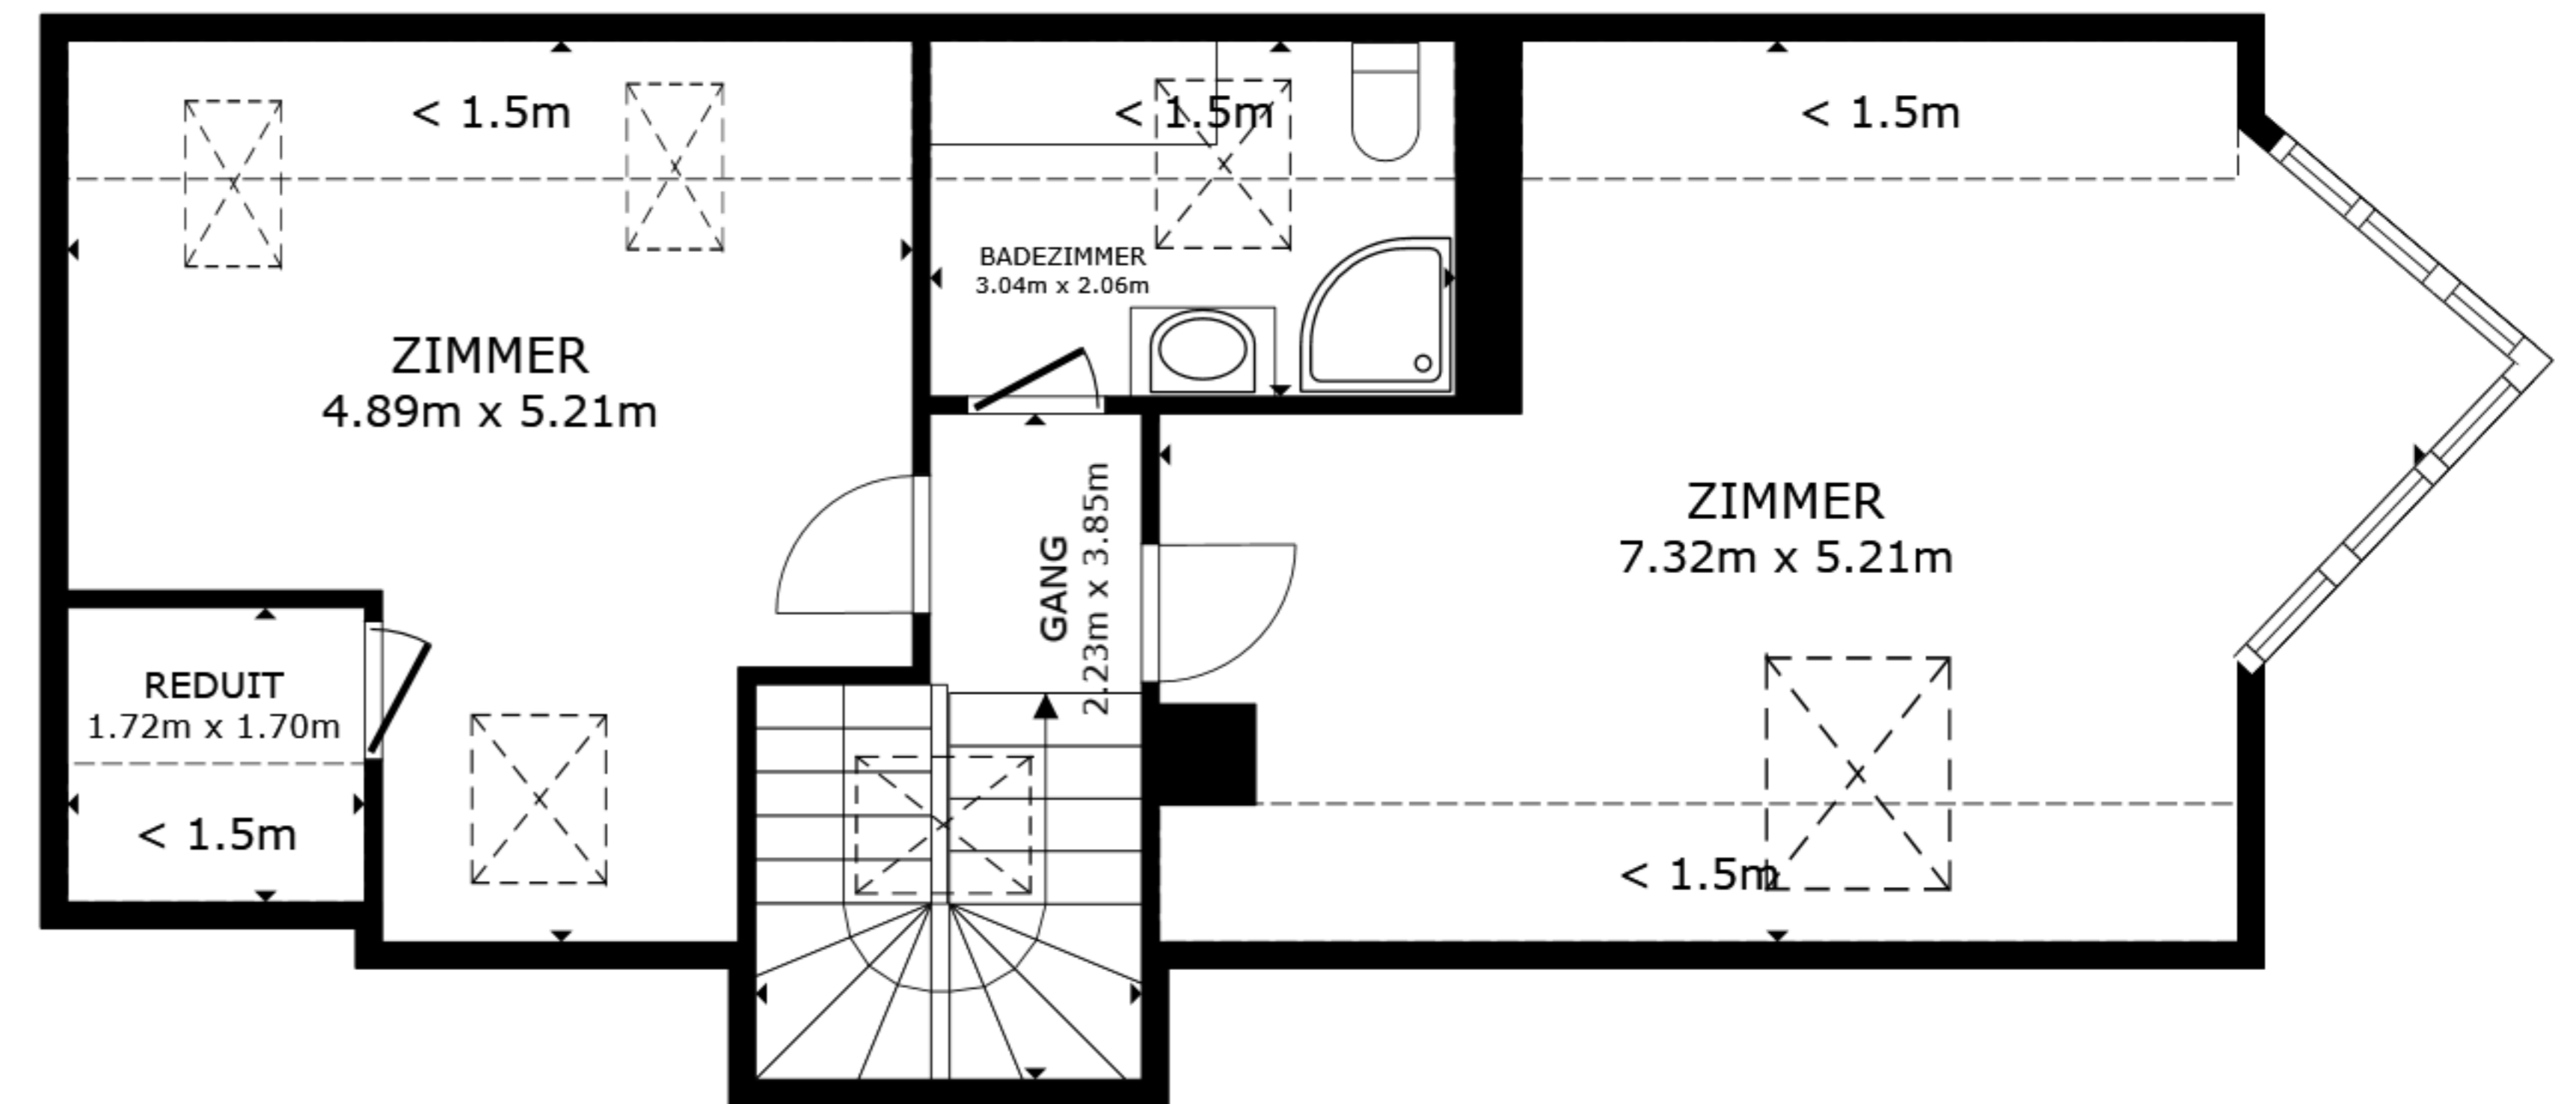 < 1.5m
< 1.5m
< 1.5m
BADEZIMMER
3.04m x 2.06m
ZIMMER
4.89m x 5.21m
GANG
2.23m x 3.85m
ZIMMER
7.32m x 5.21m
REDUIT
1.72m x 1.70m
< 1.5m
< 1.5m